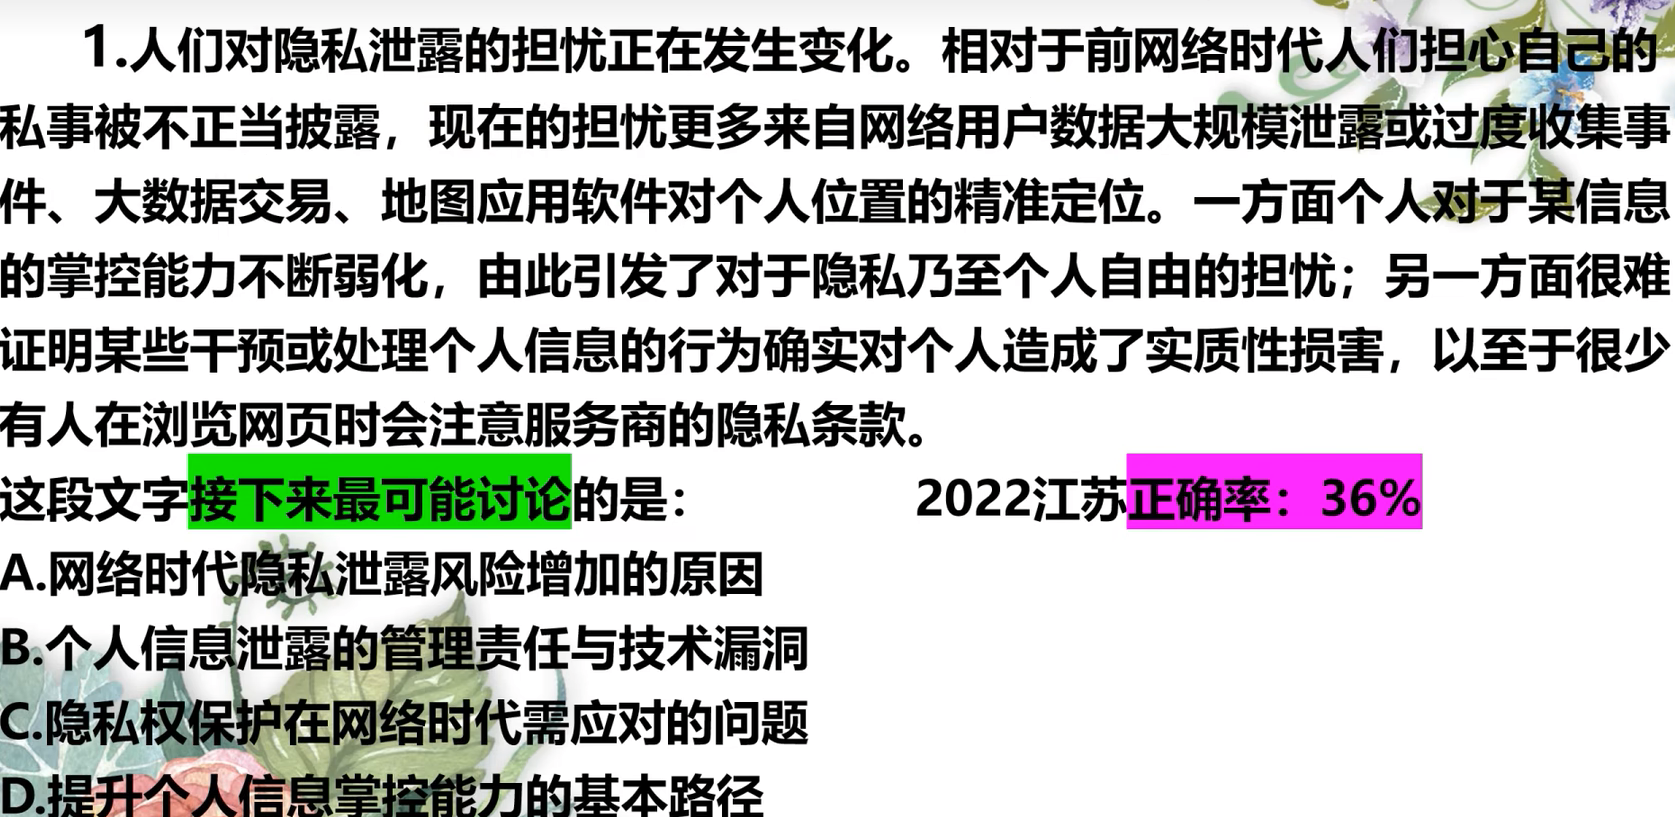 1.人们对隐私泄露的担忧正在发生变化。相对于前网络时代人们担心自己的
私事被不正当披露，现在的担忧更多来自网络用户数据大规模泄露或过度收集事
件、大数据交易、地图应用软件对个人位置的精准定位。一方面个人对于某信息
的掌控能力不断弱化，由此引发了对于隐私乃至个人自由的担忧；另一方面很难
证明某些干预或处理个人信息的行为确实对个人造成了实质性损害，以至于很少
有人在浏览网页时会注意服务商的隐私条款。
这段文字接下来最可能讨论的是： 2022江苏正确率：36%
A.网络时代隐私泄露风险增加的原因
B.个人信息泄露的管理责任与技术漏洞
C.隐私权保护在网络时代需应对的问题
D.提升个人信息掌控能力的基本路径